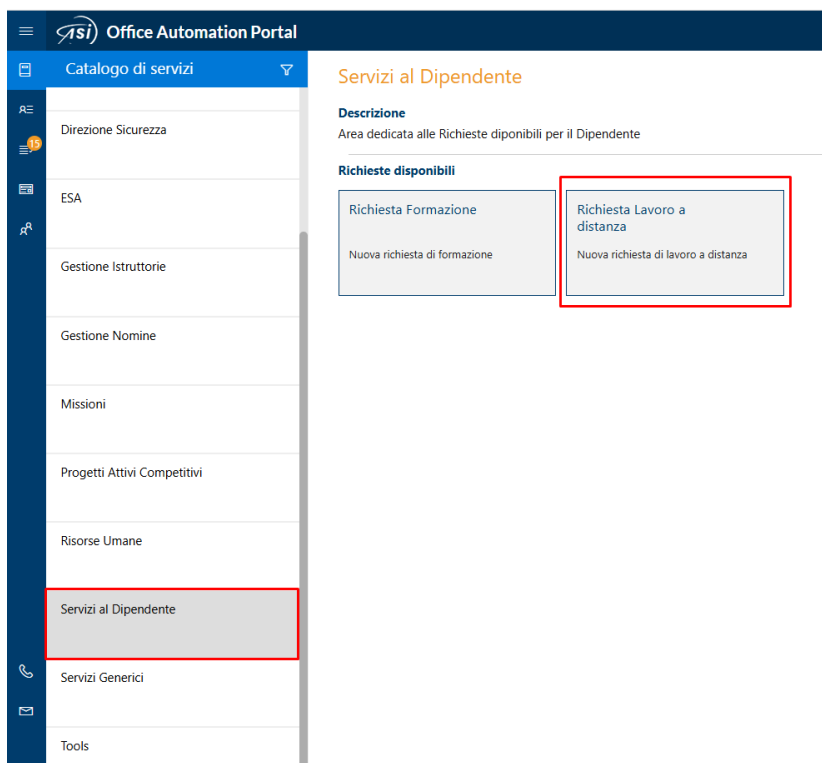 asi Office Automation Portal
Catalogo di servizi
15
Direzione Sicurezza
ESA
Gestione Istruttorie
Gestione Nomine
Missioni
Progetti Attivi Competitivi
Risorse Umane
Servizi al Dipendente
Servizi Generici
Tools
Servizi al Dipendente
Descrizione
Area dedicata alle Richieste diponibili per il Dipendente
Richieste disponibili
Richiesta Formazione
Nuova richiesta di formazione
Richiesta Lavoro a
distanza
Nuova richiesta di lavoro a distanza